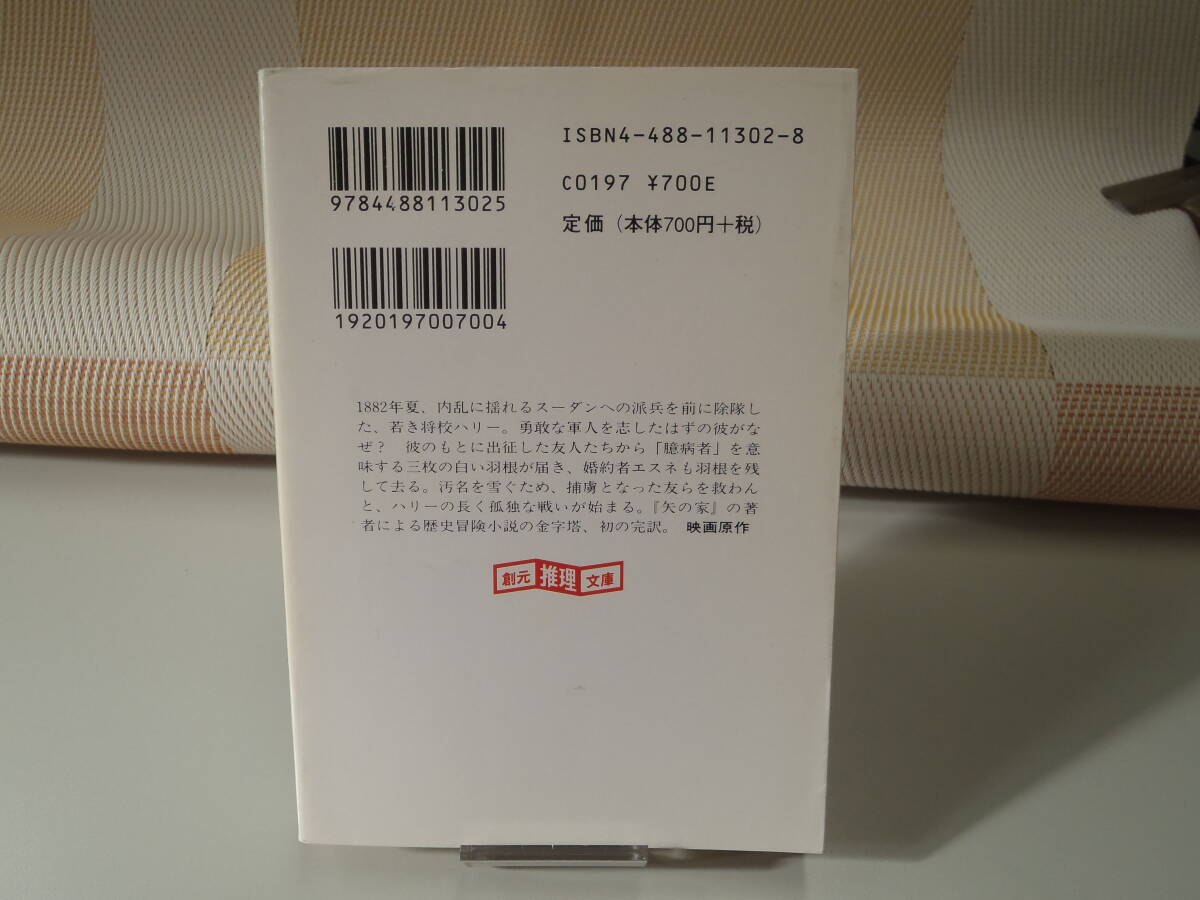 ISBN4-488-11302-8
9784488113025
C0197 ¥700E
定価（本体700円＋税）
1920197007004
1882年夏、内乱に揺れるスーダンへの派兵を前に除隊し
た、若き将校ハリー。勇敢な軍人を志したはずの彼がな
ぜ？　彼のもとに出征した友人たちから「臆病者」を意
味する三枚の白い羽根が届き、婚約者エスネも羽根を残
して去る。汚名を雪ぐため、捕虜となった友らを救わん
と、ハリーの長く孤独な戦いが始まる。『矢の家』の著
者による歴史冒険小説の金字塔、初の完訳。 映画原作
創元 推理 文庫